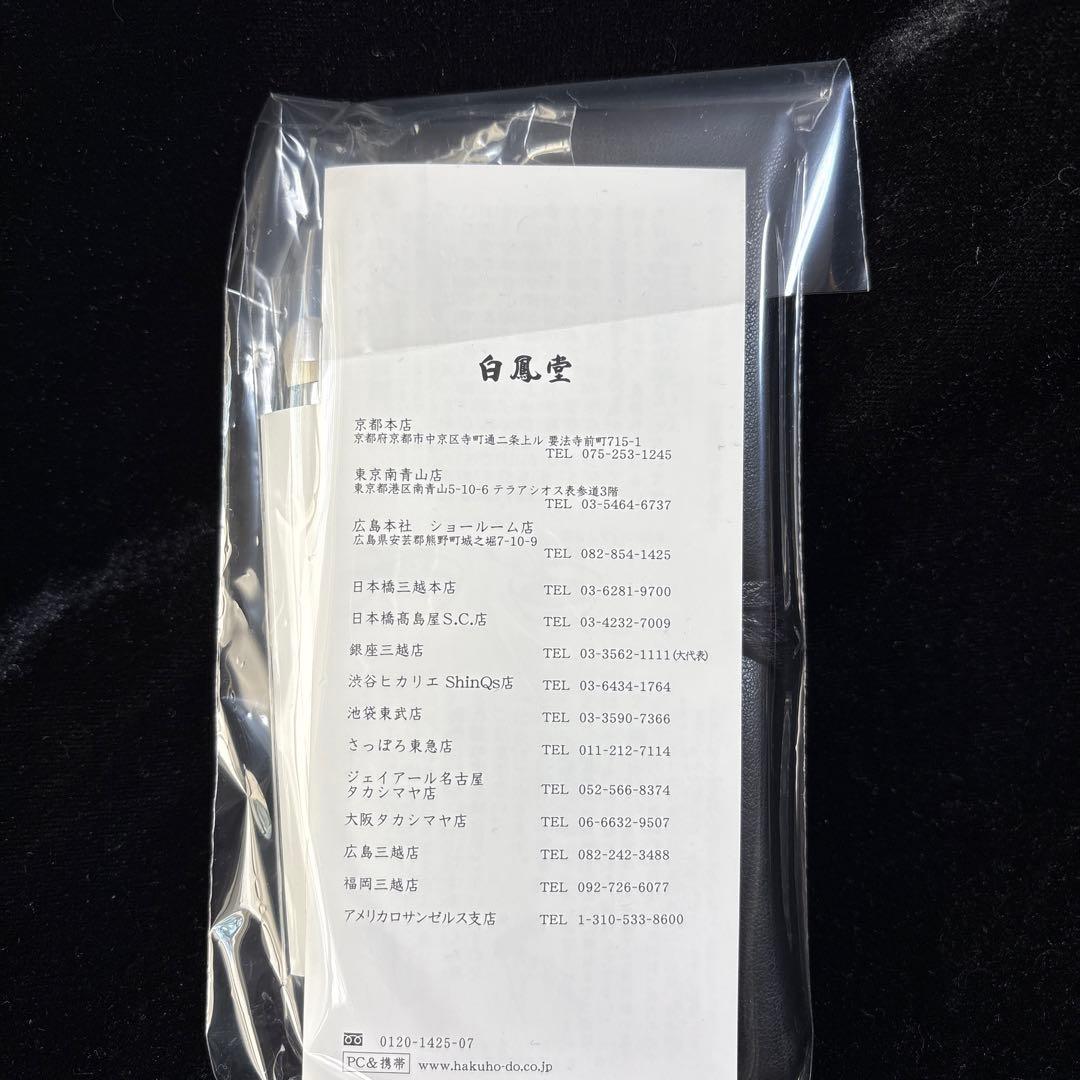 白鳳堂
京都本店
京都府京都市中京区寺町通二条上ル 要法寺前町715-1
TEL 075-253-1245
東京南青山店
東京都港区南青山5-10-6 テラアシオス表参道3階
TEL 03-5464-6737
広島本社 ショールーム店
広島県安芸郡熊野町城之堀7-10-9
TEL 082-854-1425
日本橋三越本店 TEL 03-6281-9700
日本橋髙島屋S.C.店 TEL 03-4232-7009
銀座三越店 TEL 03-3562-1111(大代表)
渋谷ヒカリエ ShinQs店 TEL 03-6434-1764
池袋東武店 TEL 03-3590-7366
さっぽろ東急店 TEL 011-212-7114
ジェイアール名古屋
タカシマヤ店 TEL 052-566-8374
大阪タカシマヤ店 TEL 06-6632-9507
広島三越店 TEL 082-242-3488
福岡三越店 TEL 092-726-6077
アメリカロサンゼルス支店 TEL 1-310-533-8600
0120-1425-07
PC&携帯 www.hakuho-do.co.jp